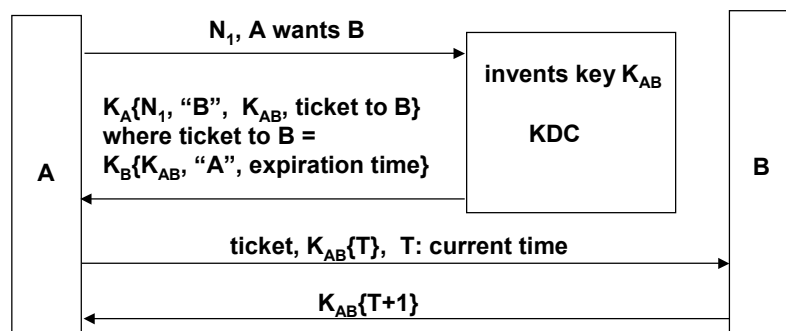 N₁, A wants B
invents key K_AB
KDC
K_A{N₁, “B”, K_AB, ticket to B}
where ticket to B =
K_B{K_AB, “A”, expiration time}
A
B
ticket, K_AB{T}, T: current time
K_AB{T+1}